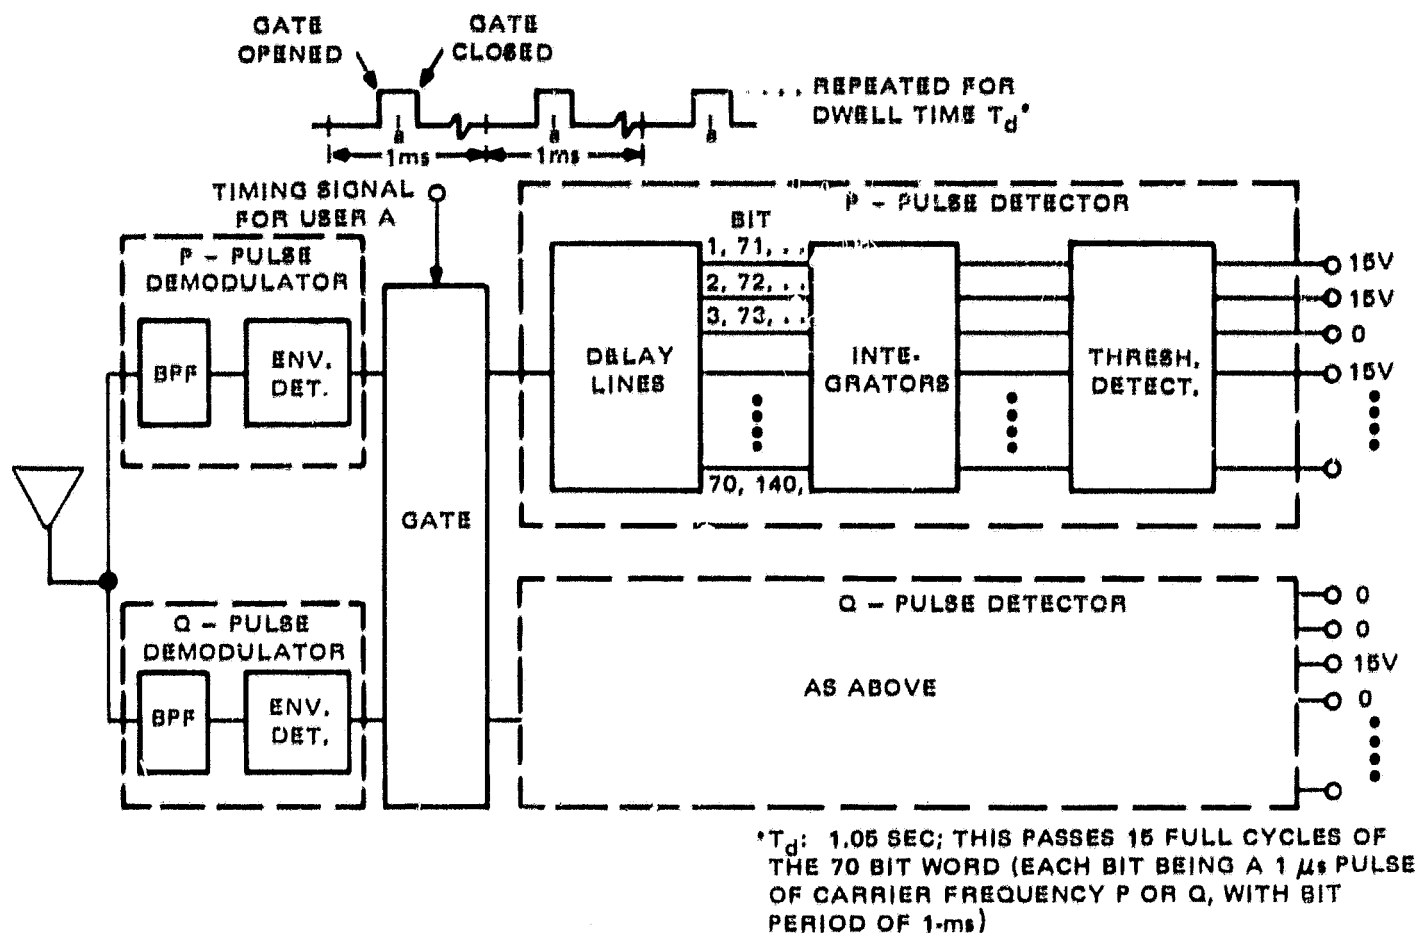 GATE OPENED
GATE CLOSED
a
a
a
1ms
1ms
.... REPEATED FOR
DWELL TIME Td*
TIMING SIGNAL
FOR USER A
P - PULSE
DEMODULATOR
BPF
ENV.
DET.
GATE
P - PULSE DETECTOR
BIT
1, 71, . .
2, 72, . .
3, 73, . .
70, 140,
DELAY
LINES
INTE-
GRATORS
THRESH.
DETECT.
15V
15V
0
15V
Q - PULSE
DEMODULATOR
BPF
ENV.
DET.
Q - PULSE DETECTOR
AS ABOVE
0
0
15V
0
*Td: 1.05 SEC; THIS PASSES 15 FULL CYCLES OF
THE 70 BIT WORD (EACH BIT BEING A 1 μs PULSE
OF CARRIER FREQUENCY P OR Q, WITH BIT
PERIOD OF 1-ms)